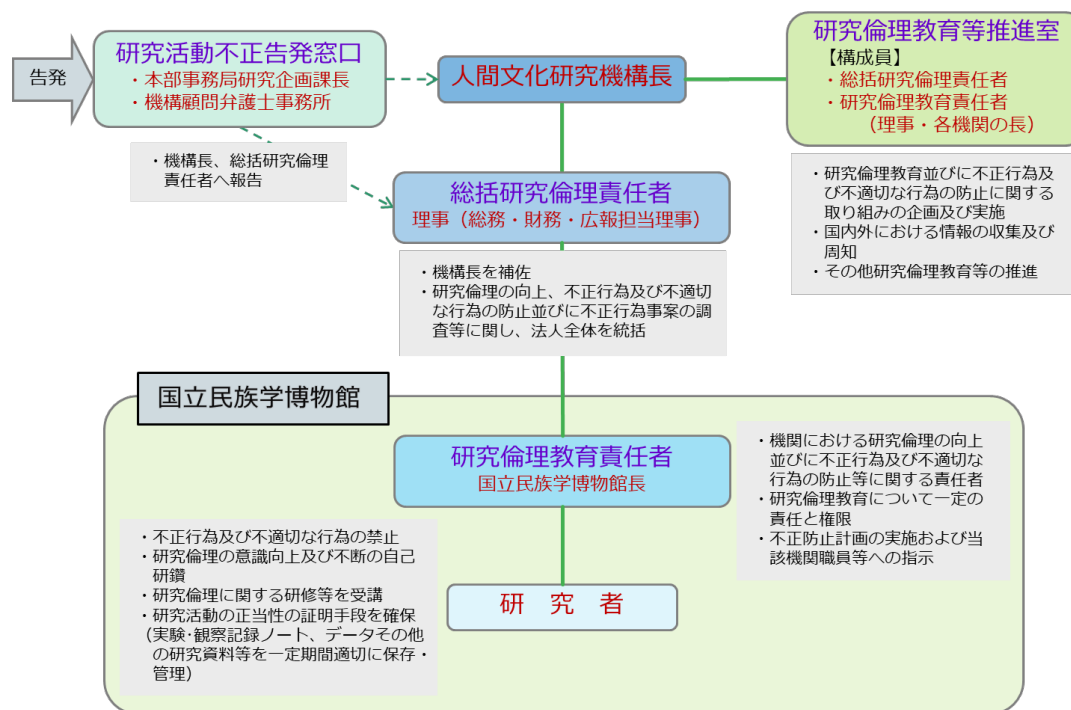 告発
研究活動不正告発窓口
・本部事務局研究企画課長
・機構顧問弁護士事務所
人間文化研究機構長
研究倫理教育等推進室
【構成員】
・総括研究倫理責任者
・研究倫理教育責任者
（理事・各機関の長）
・機構長、総括研究倫理
責任者へ報告
・研究倫理教育並びに不正行為及
び不適切な行為の防止に関する
取り組みの企画及び実施
・国内外における情報の収集及び
周知
・その他研究倫理教育等の推進
総括研究倫理責任者
理事（総務・財務・広報担当理事）
・機構長を補佐
・研究倫理の向上、不正行為及び不適切
な行為の防止並びに不正行為事案の調
査等に関し、法人全体を統括
国立民族学博物館
研究倫理教育責任者
国立民族学博物館長
・機関における研究倫理の向上
並びに不正行為及び不適切な
行為の防止等に関する責任者
・研究倫理教育について一定の
責任と権限
・不正防止計画の実施および当
該機関職員等への指示
・不正行為及び不適切な行為の禁止
・研究倫理の意識向上及び不断の自己
研鑽
・研究倫理に関する研修等を受講
・研究活動の正当性の証明手段を確保
（実験･観察記録ノート、データその他
の研究資料等を一定期間適切に保存・
管理）
研　究　者